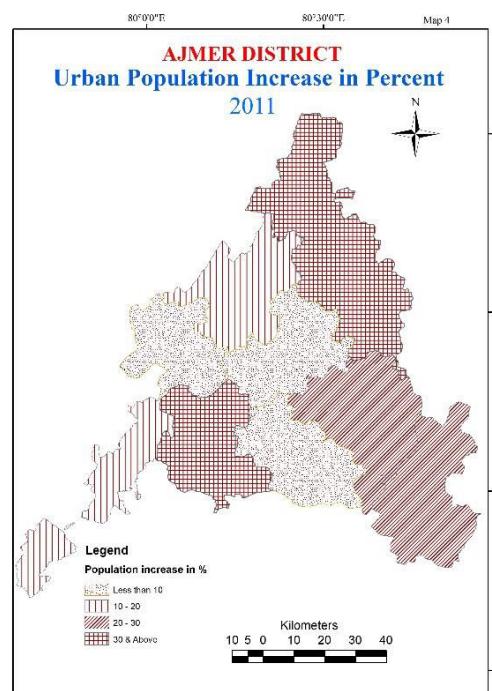 80°0'0"E 80°30'0"E Map 4
AJMER DISTRICT
Urban Population Increase in Percent
2011
N
Legend
Population increase in %
Less than 10
10 - 20
20 - 30
30 & Above
Kilometers
10 5 0 10 20 30 40